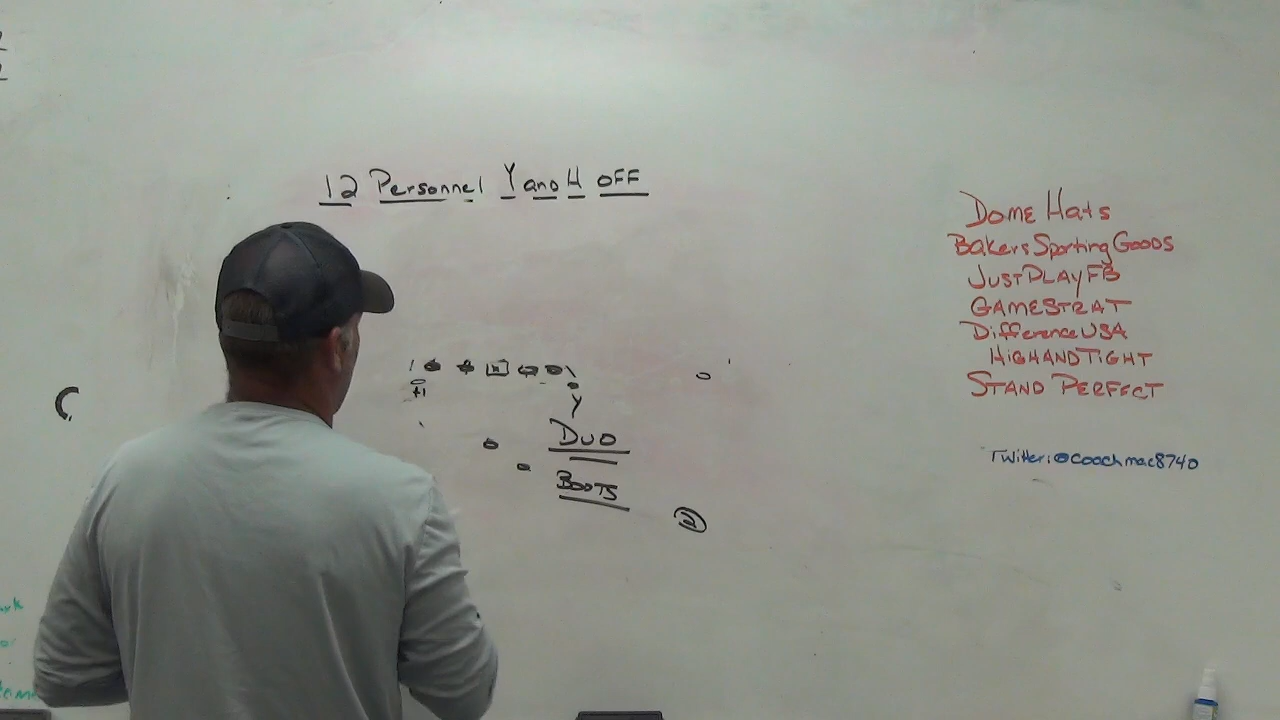 12 Personnel Y and H OFF
H
Y
Duo
Boots
Dome Hats
Bakers Sporting Goods
JUSTPLAYFB
GAMESTRAT
DifferenceUSA
HIGHANDTIGHT
STAND PERFECT
Twitter:@coachmac8740